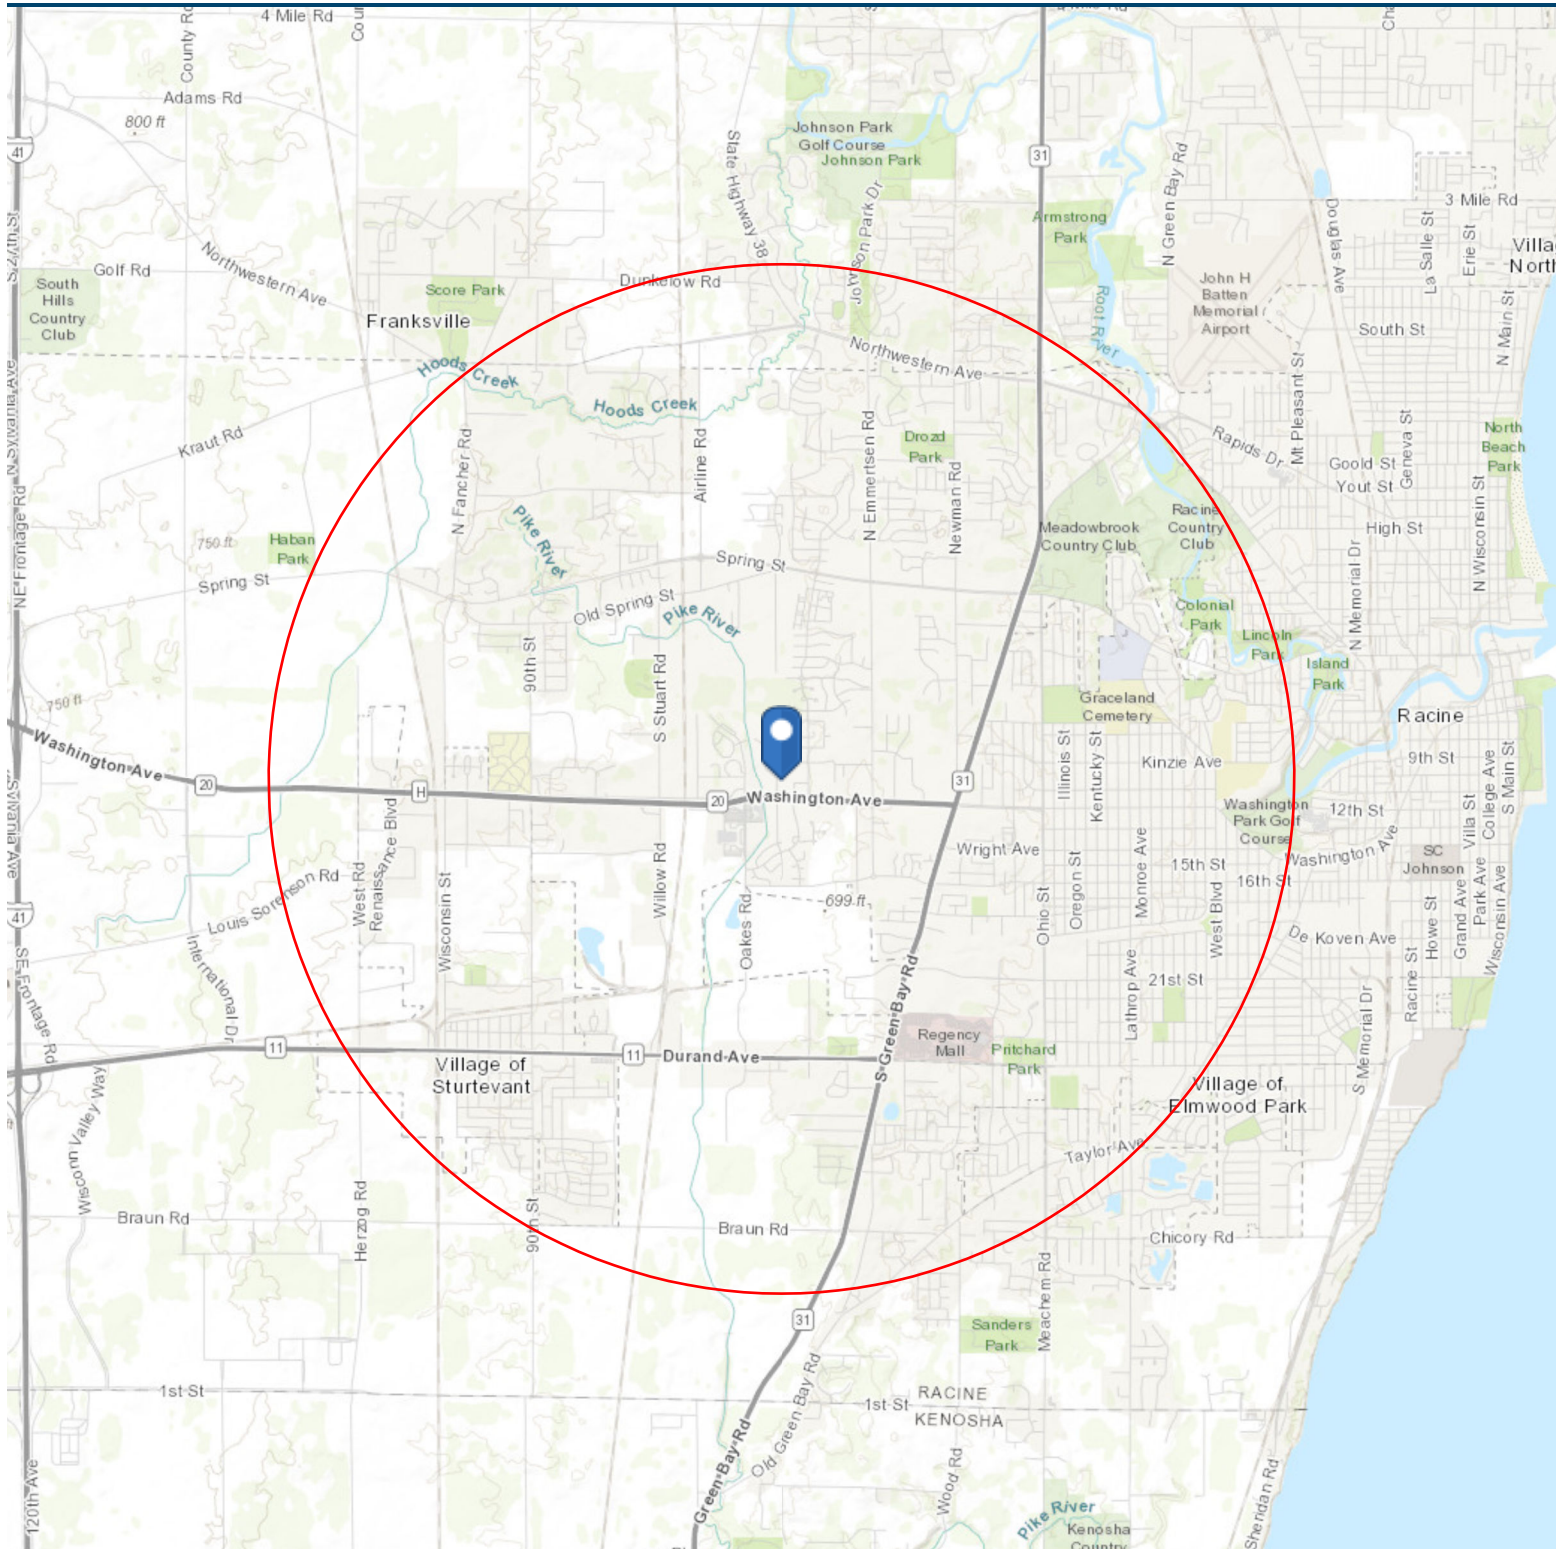 4 Mile Rd
Adams Rd
800 ft
41
Johnson Park
Golf Course
Johnson Park
State Highway 38
Johnson Park Dr
31
N Green Bay Rd
Armstrong
Park
3 Mile Rd
Douglas Ave
La Salle St
Erie St
S 27th St
Golf Rd
South
Hills
Country
Club
Northwestern Ave
Score Park
Franksville
Dunkelow Rd
John H
Batten
Memorial
Airport
Root River
South St
N Main St
Northwestern Ave
Hoods Creek
Hoods Creek
Mt Pleasant St
N Sylvania Ave
Kraut Rd
N Fancher Rd
Airline Rd
N Emmertsen Rd
Drozd
Park
Newman Rd
Rapids Dr
Goold St
Yout St
Geneva St
North
Beach
Park
NE Frontage Rd
750 ft
Haban
Park
Pike River
Spring St
Meadowbrook
Country Club
Racine
Country
Club
High St
N Wisconsin St
Spring St
Old Spring St
Pike River
Colonial
Park
Lincoln
Park
Island
Park
N Memorial Dr
90th St
S Stuart Rd
750 ft
Graceland
Cemetery
Racine
Washington Ave
20
H
20
Washington Ave
31
Illinois St
Kentucky St
Kinzie Ave
9th St
College Ave
S Main St
Villa St
Washington
Park Golf
Course
12th St
Washington Ave
Sylvania Ave
West Rd
Renaissance Blvd
Wright Ave
Monroe Ave
15th St
16th St
SC
Johnson
Park Ave
Louis Sorenson Rd
Wisconsin St
Willow Rd
Oakes Rd
699 ft
Ohio St
Oregon St
West Blvd
De Koven Ave
Howe St
Grand Ave
Wisconsin Ave
41
International Dr
SE Frontage Rd
S Green Bay Rd
Lathrop Ave
21st St
Racine St
S Memorial Dr
11
11
Durand Ave
Regency
Mall
Pritchard
Park
Village of
Sturtevant
Village of
Elmwood Park
Wisconn Valley Way
Taylor Ave
Braun Rd
Herzog Rd
90th St
Braun Rd
Chicory Rd
31
Sanders
Park
Meachem Rd
1st St
Old Green Bay Rd
1st St
RACINE
KENOSHA
Green Bay Rd
Wood Rd
120th Ave
Pike River
Kenosha
Sheridan Rd